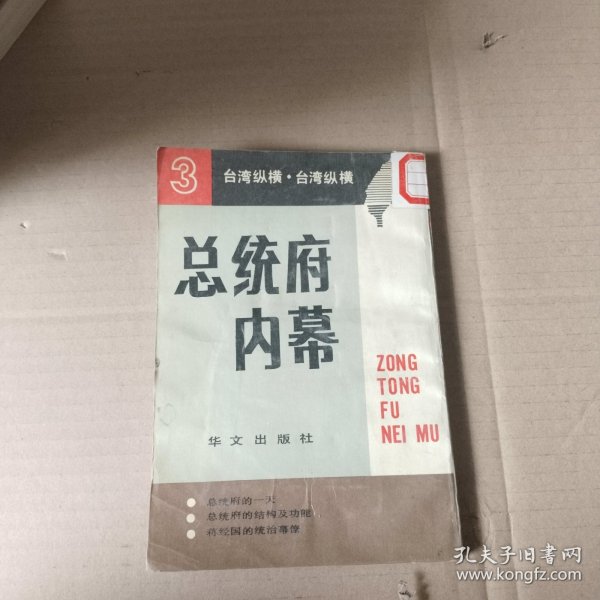 3
台湾纵横·台湾纵横
总统府
内幕
ZONG
TONG
FU
NEI MU
华文出版社
总统府的一天
总统府的结构及功能
蒋经国的统治幕僚
孔夫子旧书网
www.kongfz.com